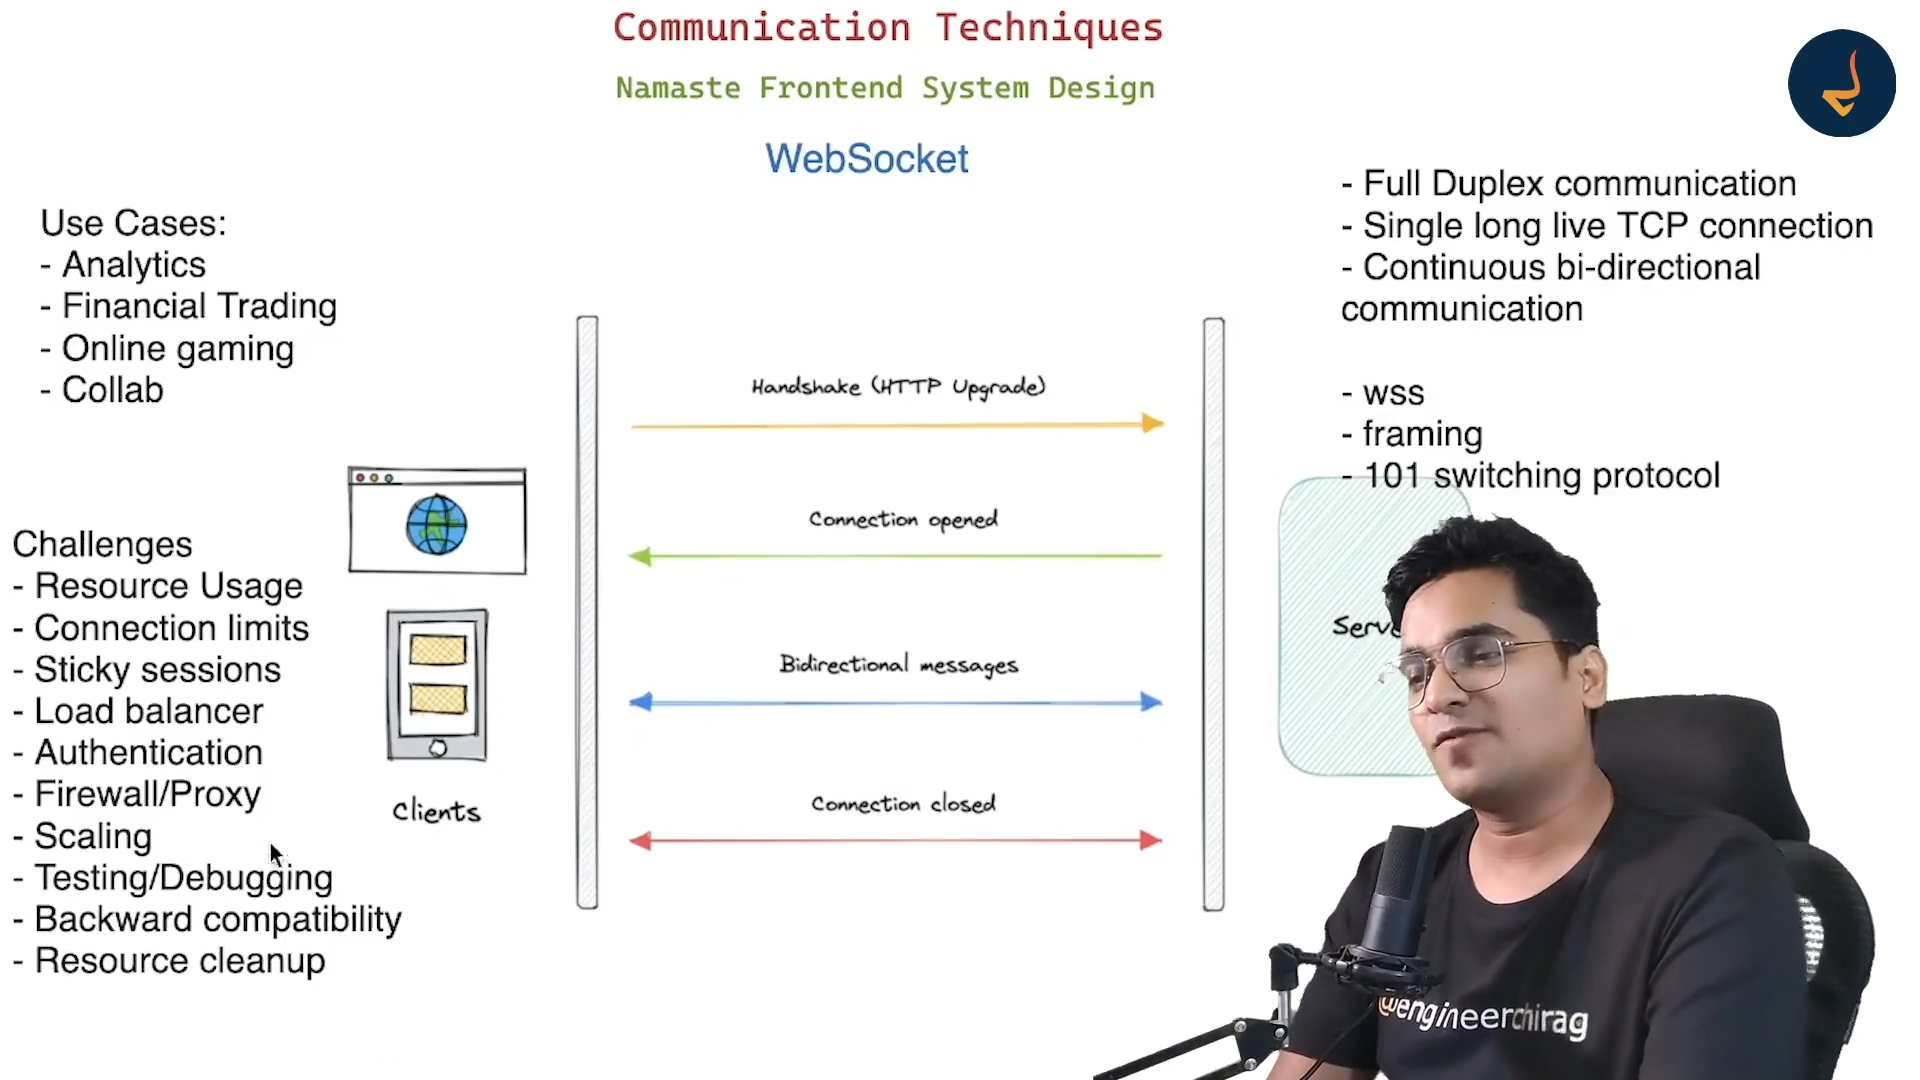 Communication Techniques
Namaste Frontend System Design
WebSocket
Use Cases:
- Analytics
- Financial Trading
- Online gaming
- Collab
Challenges
- Resource Usage
- Connection limits
- Sticky sessions
- Load balancer
- Authentication
- Firewall/Proxy
- Scaling
- Testing/Debugging
- Backward compatibility
- Resource cleanup
Clients
Handshake (HTTP Upgrade)
Connection opened
Bidirectional messages
Connection closed
- Full Duplex communication
- Single long live TCP connection
- Continuous bi-directional
communication
- wss
- framing
- 101 switching protocol
@engineerchirag